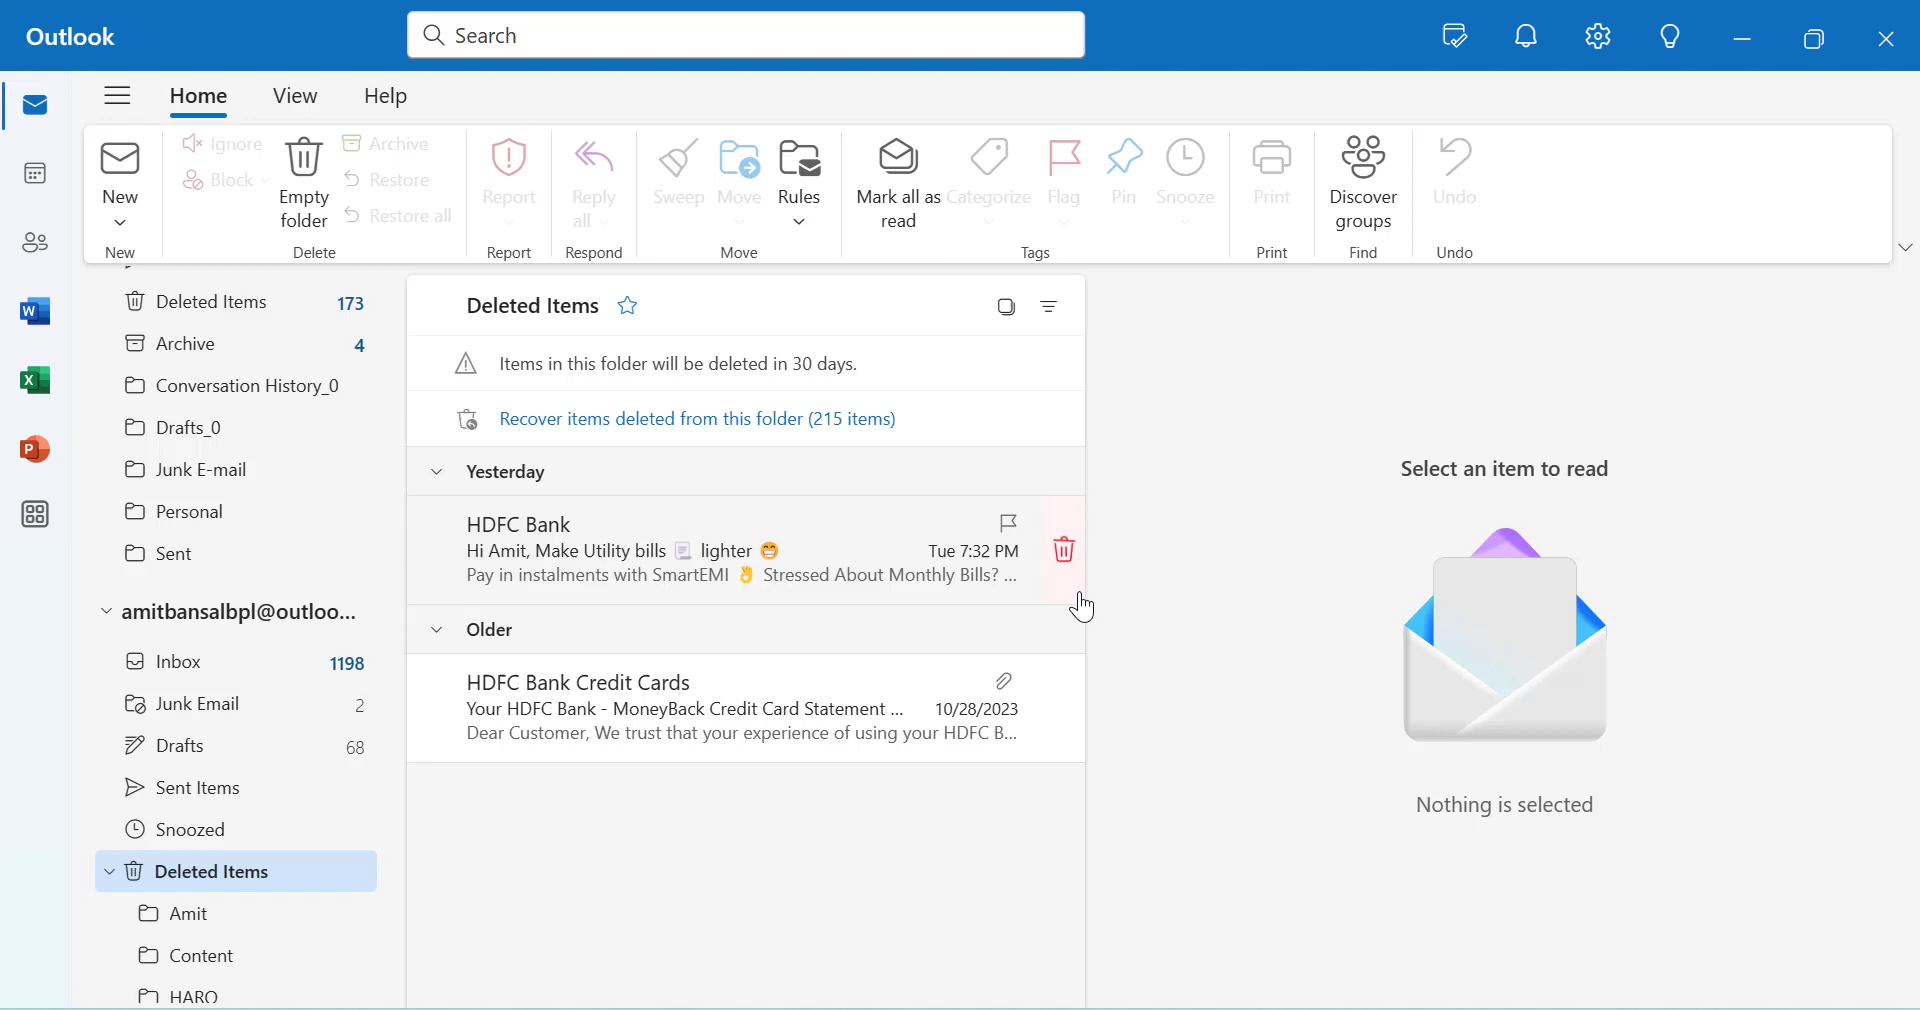 Outlook
Search
Home View Help
New
New
Ignore
Block
Empty folder
Archive
Restore
Restore all
Delete
Report
Report
Reply all
Respond
Sweep
Move
Rules
Move
Mark all as read
Categorize
Flag
Pin
Snooze
Tags
Print
Print
Discover groups
Find
Undo
Undo
Deleted Items 173
Archive 4
Conversation History_0
Drafts_0
Junk E-mail
Personal
Sent
amitbansalbpl@outloo...
Inbox 1198
Junk Email 2
Drafts 68
Sent Items
Snoozed
Deleted Items
Amit
Content
HARO
Deleted Items
Items in this folder will be deleted in 30 days.
Recover items deleted from this folder (215 items)
Yesterday
HDFC Bank
Hi Amit, Make Utility bills 📃 lighter 😁 Tue 7:32 PM
Pay in instalments with SmartEMI 👌 Stressed About Monthly Bills? ...
Older
HDFC Bank Credit Cards
Your HDFC Bank - MoneyBack Credit Card Statement ... 10/28/2023
Dear Customer, We trust that your experience of using your HDFC B...
Select an item to read
Nothing is selected